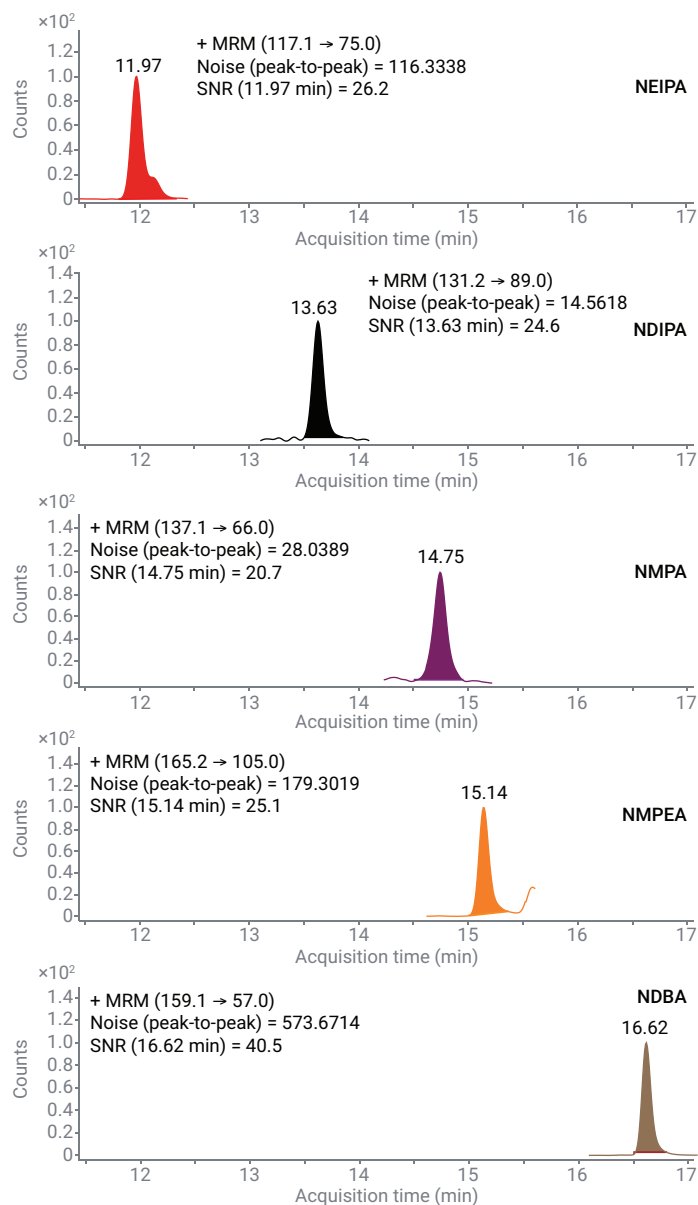 ×10²
1.2
1.0
0.8
0.6
0.4
0.2
0
Counts
11.97
+ MRM (117.1 → 75.0)
Noise (peak-to-peak) = 116.3338
SNR (11.97 min) = 26.2
NEIPA
12 13 14 15 16 17
Acquisition time (min)
×10²
1.4
1.2
1.0
0.8
0.6
0.4
0.2
0
Counts
13.63
+ MRM (131.2 → 89.0)
Noise (peak-to-peak) = 14.5618
SNR (13.63 min) = 24.6
NDIPA
12 13 14 15 16 17
Acquisition time (min)
×10²
1.4
1.2
1.0
0.8
0.6
0.4
0.2
0
Counts
+ MRM (137.1 → 66.0)
Noise (peak-to-peak) = 28.0389
SNR (14.75 min) = 20.7
14.75
NMPA
12 13 14 15 16 17
Acquisition time (min)
×10²
1.4
1.2
1.0
0.8
0.6
0.4
0.2
0
Counts
+ MRM (165.2 → 105.0)
Noise (peak-to-peak) = 179.3019
SNR (15.14 min) = 25.1
15.14
NMPEA
12 13 14 15 16 17
Acquisition time (min)
×10²
1.4
1.2
1.0
0.8
0.6
0.4
0.2
0
Counts
+ MRM (159.1 → 57.0)
Noise (peak-to-peak) = 573.6714
SNR (16.62 min) = 40.5
NDBA
16.62
12 13 14 15 16 17
Acquisition time (min)